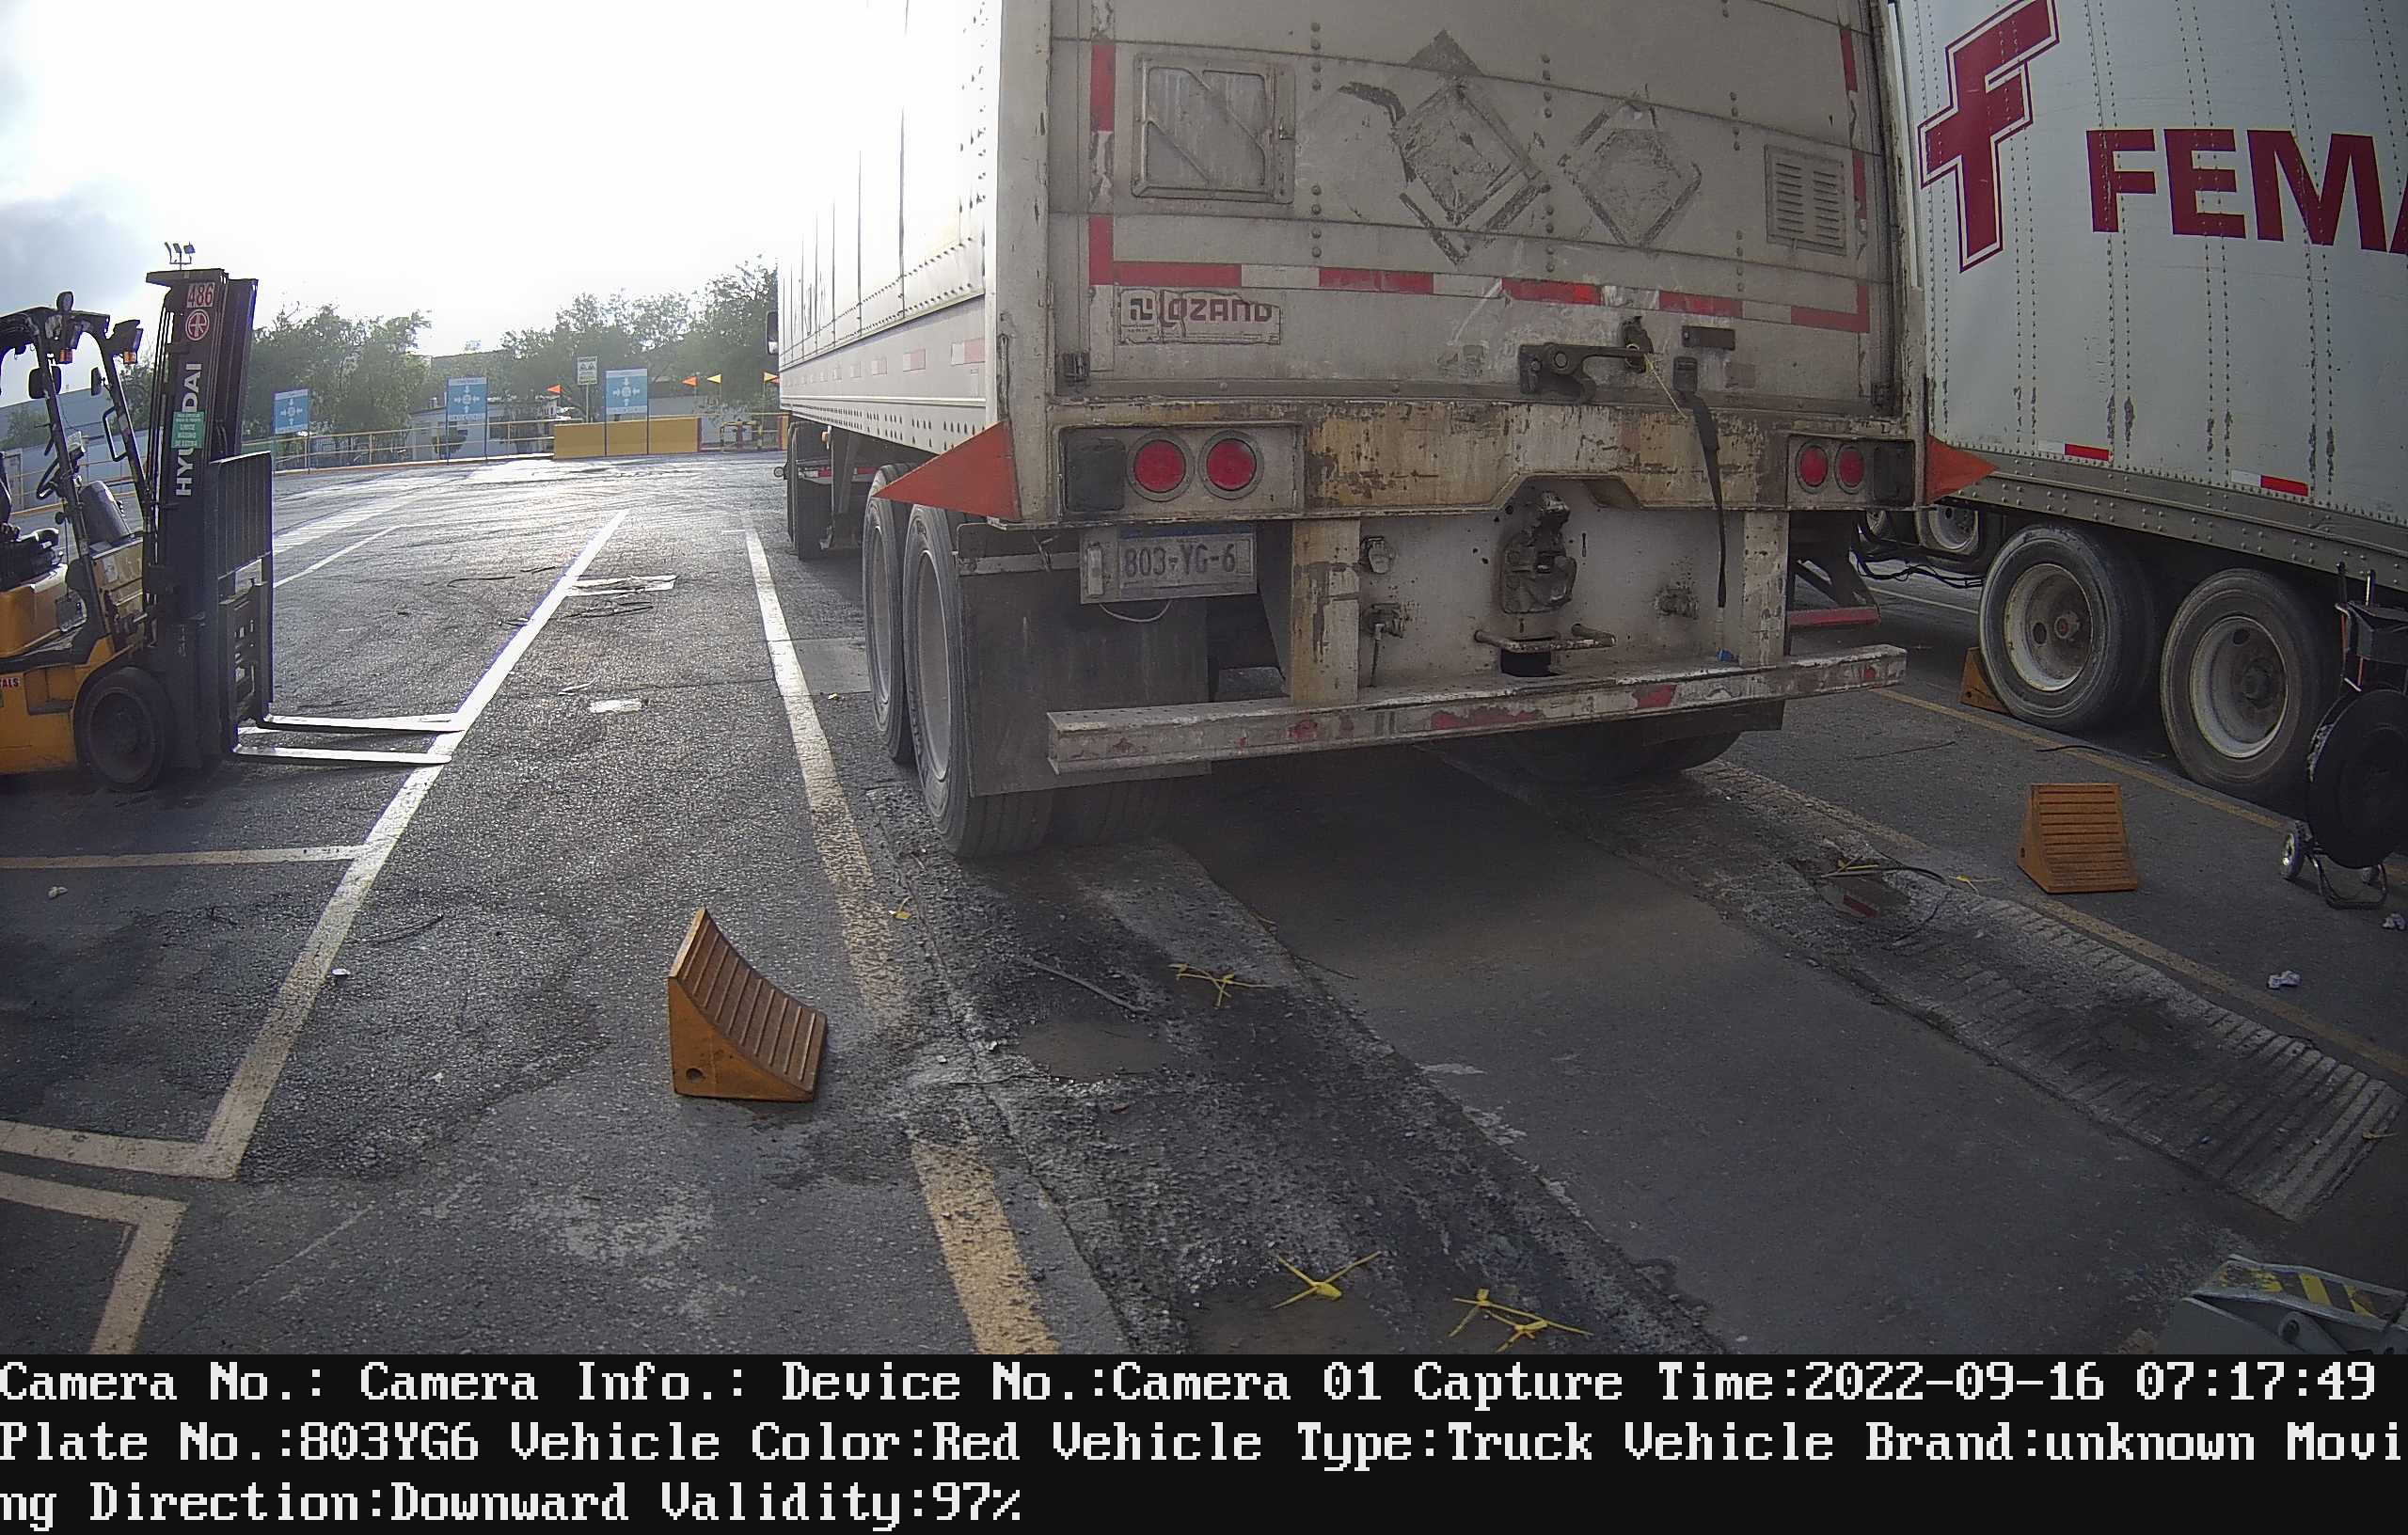 486
HYUDAI
LOZANO
FEMA
803-YG-6
Camera No.: Camera Info.: Device No.:Camera 01 Capture Time:2022-09-16 07:17:49
Plate No.:803YG6 Vehicle Color:Red Vehicle Type:Truck Vehicle Brand:unknown Movi
ng Direction:Downward Validity:97%